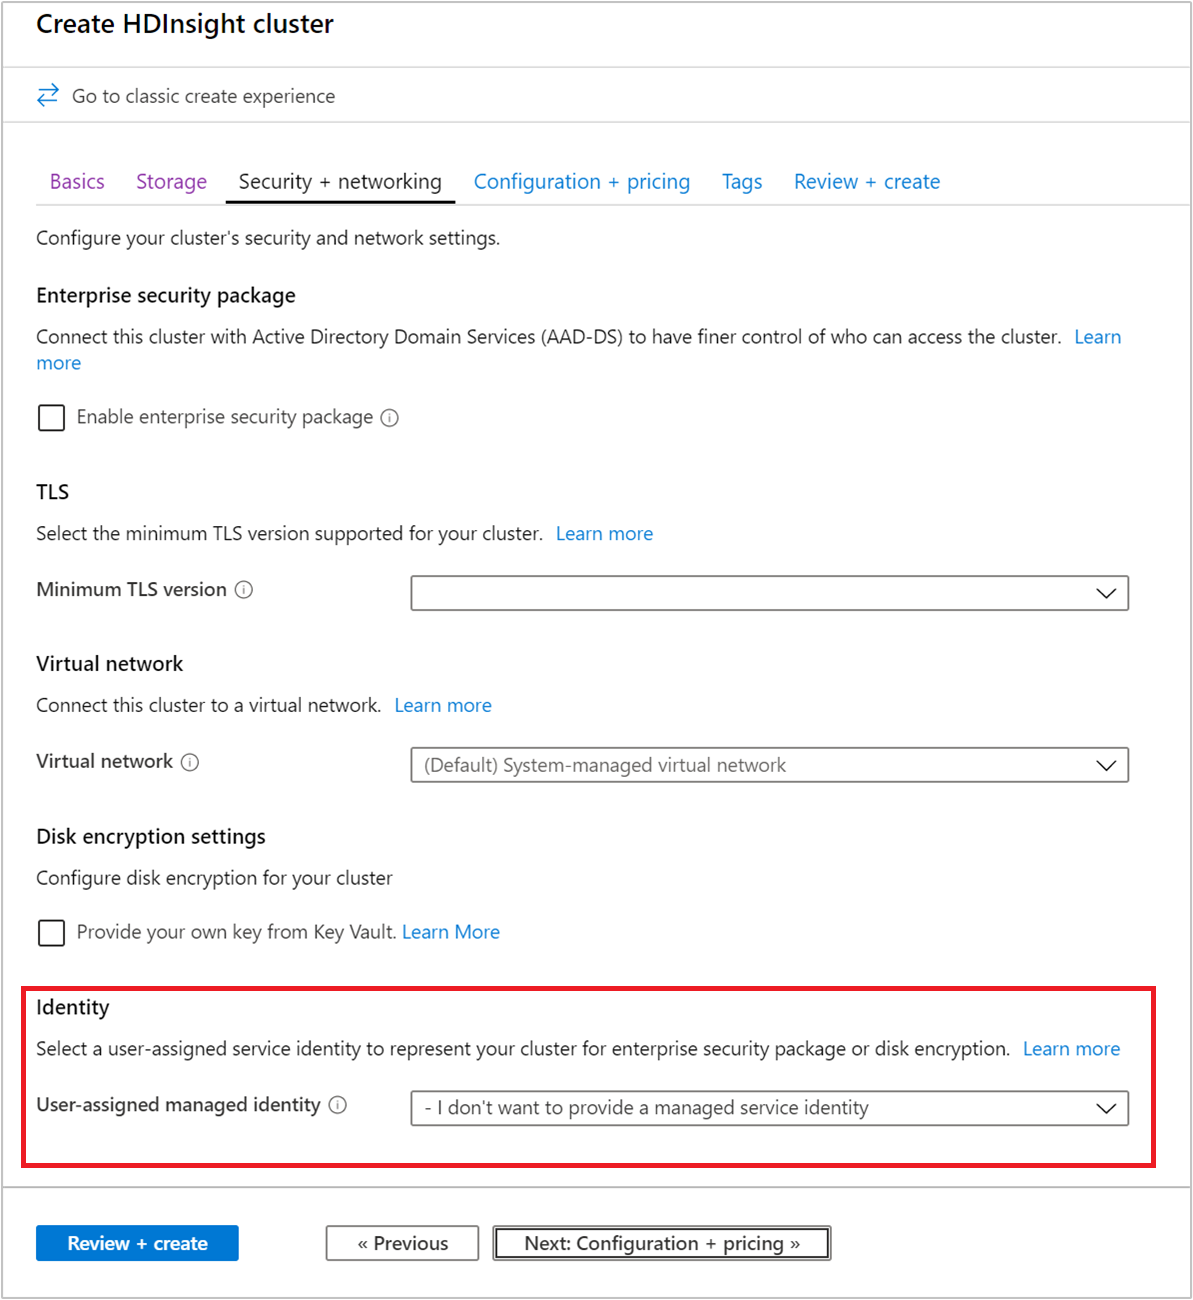 Create HDInsight cluster
Go to classic create experience
Basics Storage Security + networking Configuration + pricing Tags Review + create
Configure your cluster's security and network settings.
Enterprise security package
Connect this cluster with Active Directory Domain Services (AAD-DS) to have finer control of who can access the cluster. Learn
more
Enable enterprise security package
TLS
Select the minimum TLS version supported for your cluster. Learn more
Minimum TLS version
Virtual network
Connect this cluster to a virtual network. Learn more
Virtual network (Default) System-managed virtual network
Disk encryption settings
Configure disk encryption for your cluster
Provide your own key from Key Vault. Learn More
Identity
Select a user-assigned service identity to represent your cluster for enterprise security package or disk encryption. Learn more
User-assigned managed identity - I don't want to provide a managed service identity
Review + create « Previous Next: Configuration + pricing »